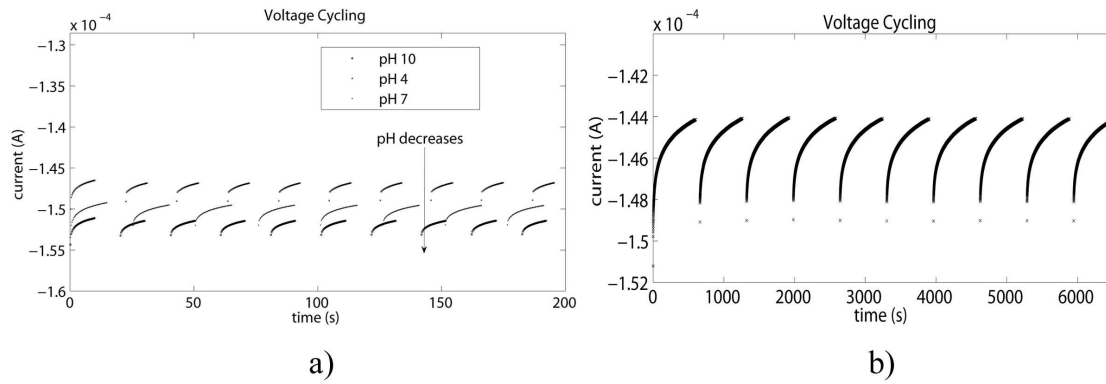 Voltage Cycling
x 10−4
−1.3
−1.35
−1.4
−1.45
−1.5
−1.55
−1.6
current (A)
pH 10
pH 4
pH 7
pH decreases
0
50
100
150
200
time (s)
a)
Voltage Cycling
x 10−4
−1.42
−1.44
−1.46
−1.48
−1.5
−1.52
current (A)
0
1000
2000
3000
4000
5000
6000
time (s)
b)